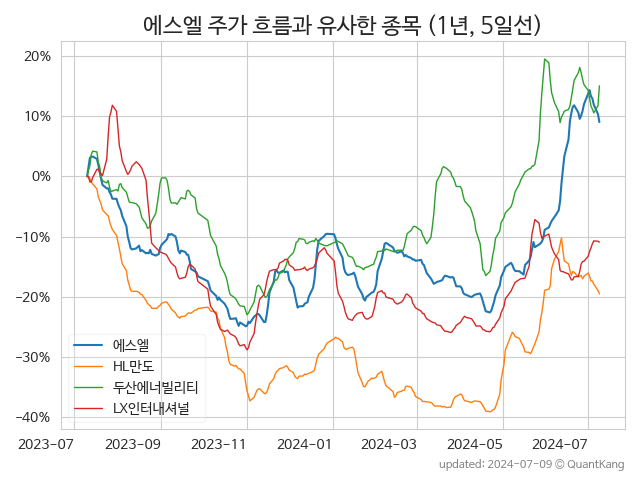 에스엘 주가 흐름과 유사한 종목 (1년, 5일선)
20%
10%
0%
−10%
−20%
−30%
−40%
에스엘
HL만도
두산에너빌리티
LX인터내셔널
2023-07
2023-09
2023-11
2024-01
2024-03
2024-05
2024-07
updated: 2024-07-09 © QuantKang